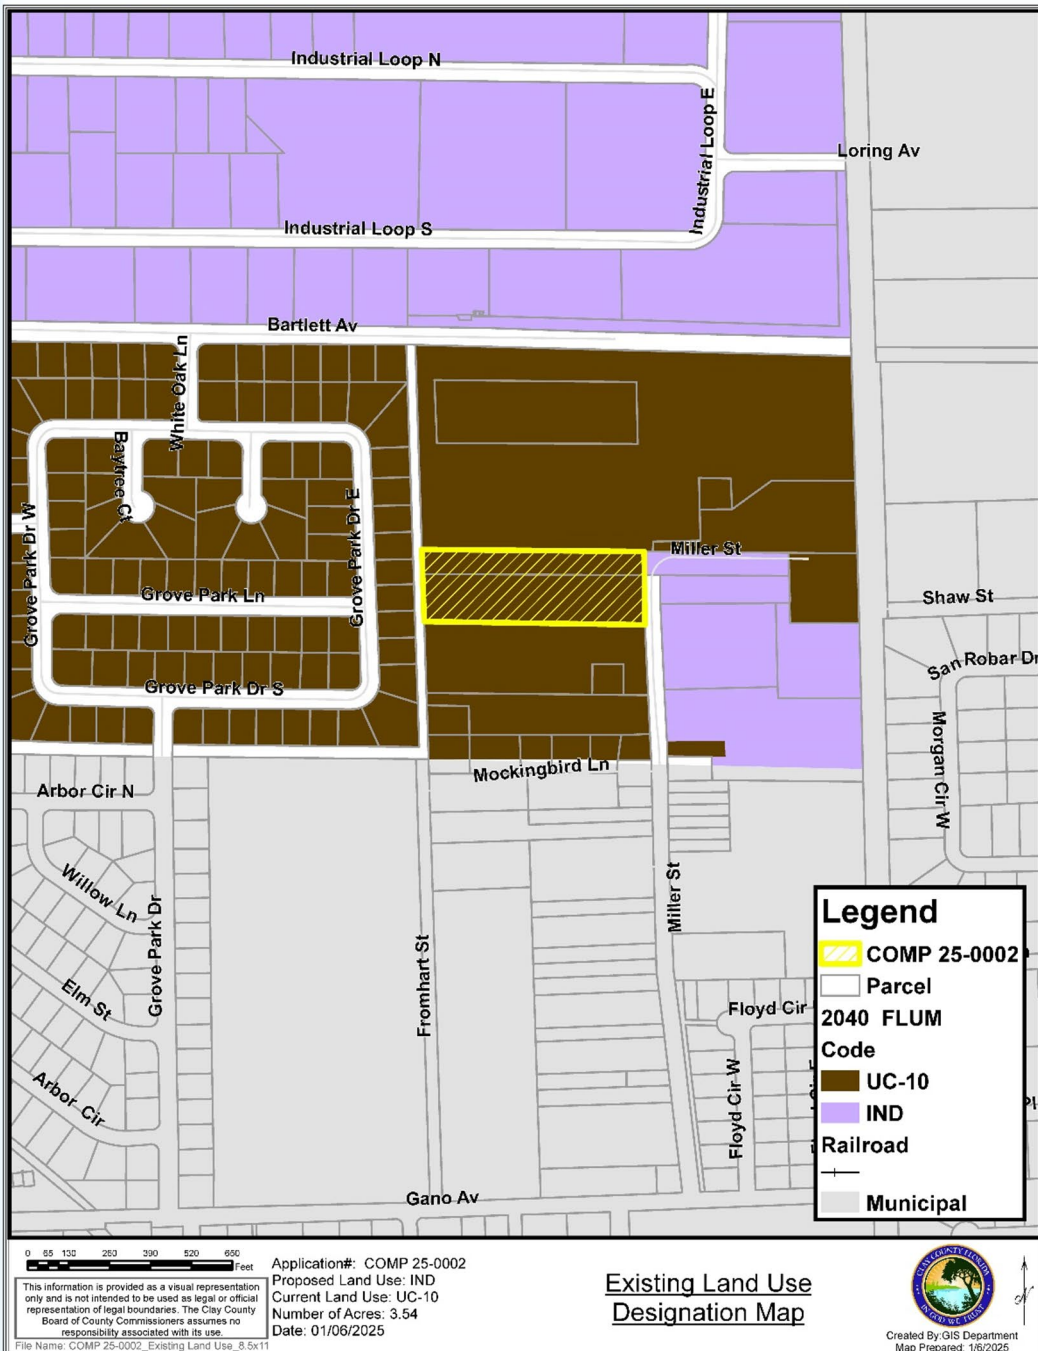 Industrial Loop N
Industrial Loop E
Loring Av
Industrial Loop S
Bartlett Av
White Oak Ln
Baytree Ct
Grove Park Dr W
Grove Park Dr E
Miller St
Grove Park Ln
Shaw St
San Robar Dr
Grove Park Dr S
Morgan Cir W
Mockingbird Ln
Arbor Cir N
Willow Ln
Grove Park Dr
Miller St
Fromhart St
Elm St
Floyd Cir
Arbor Cir
Floyd Cir W
Gano Av
Legend
COMP 25-0002
Parcel
2040 FLUM
Code
UC-10
IND
Railroad
Municipal
0 65 130 260 390 520 650
Feet
This information is provided as a visual representation
only and is not intended to be used as legal or official
representation of legal boundaries. The Clay County
Board of County Commissioners assumes no
responsibility associated with its use.
File Name: COMP 25-0002_Existing Land Use_8.5x11
Application#: COMP 25-0002
Proposed Land Use: IND
Current Land Use: UC-10
Number of Acres: 3.54
Date: 01/06/2025
Existing Land Use
Designation Map
CLAY COUNTY FLORIDA
IN GOD WE TRUST
N
Created By:GIS Department
Map Prepared: 1/6/2025